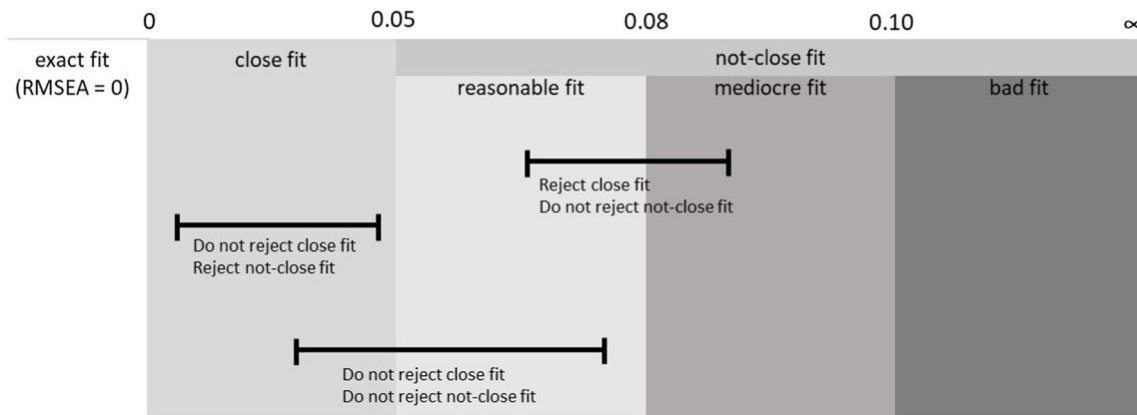 0 0.05 0.08 0.10 ∞
exact fit close fit not-close fit
(RMSEA = 0) reasonable fit mediocre fit bad fit
Reject close fit
Do not reject not-close fit
Do not reject close fit
Reject not-close fit
Do not reject close fit
Do not reject not-close fit